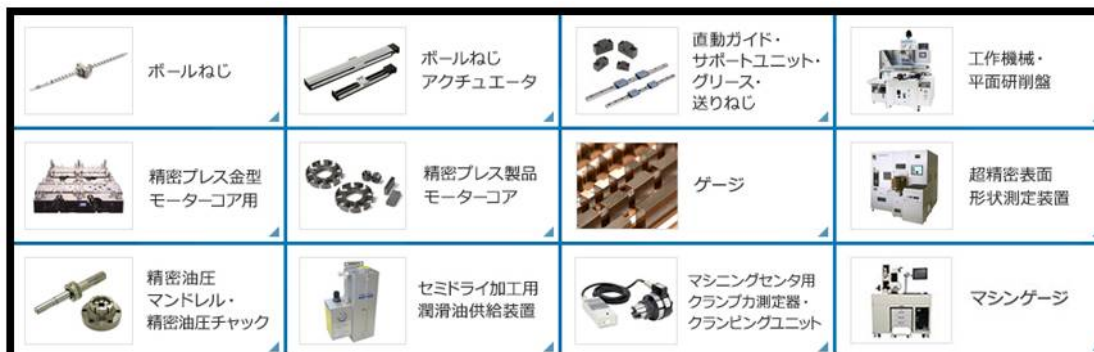 ボールねじ
ボールねじ
アクチュエータ
直動ガイド・
サポートユニット・
グリース・
送りねじ
工作機械・
平面研削盤
精密プレス金型
モーターコア用
精密プレス製品
モーターコア
ゲージ
超精密表面
形状測定装置
精密油圧
マンドレル・
精密油圧チャック
セミドライ加工用
潤滑油供給装置
マシニングセンタ用
クランプ力測定器・
クランピングユニット
マシンゲージ